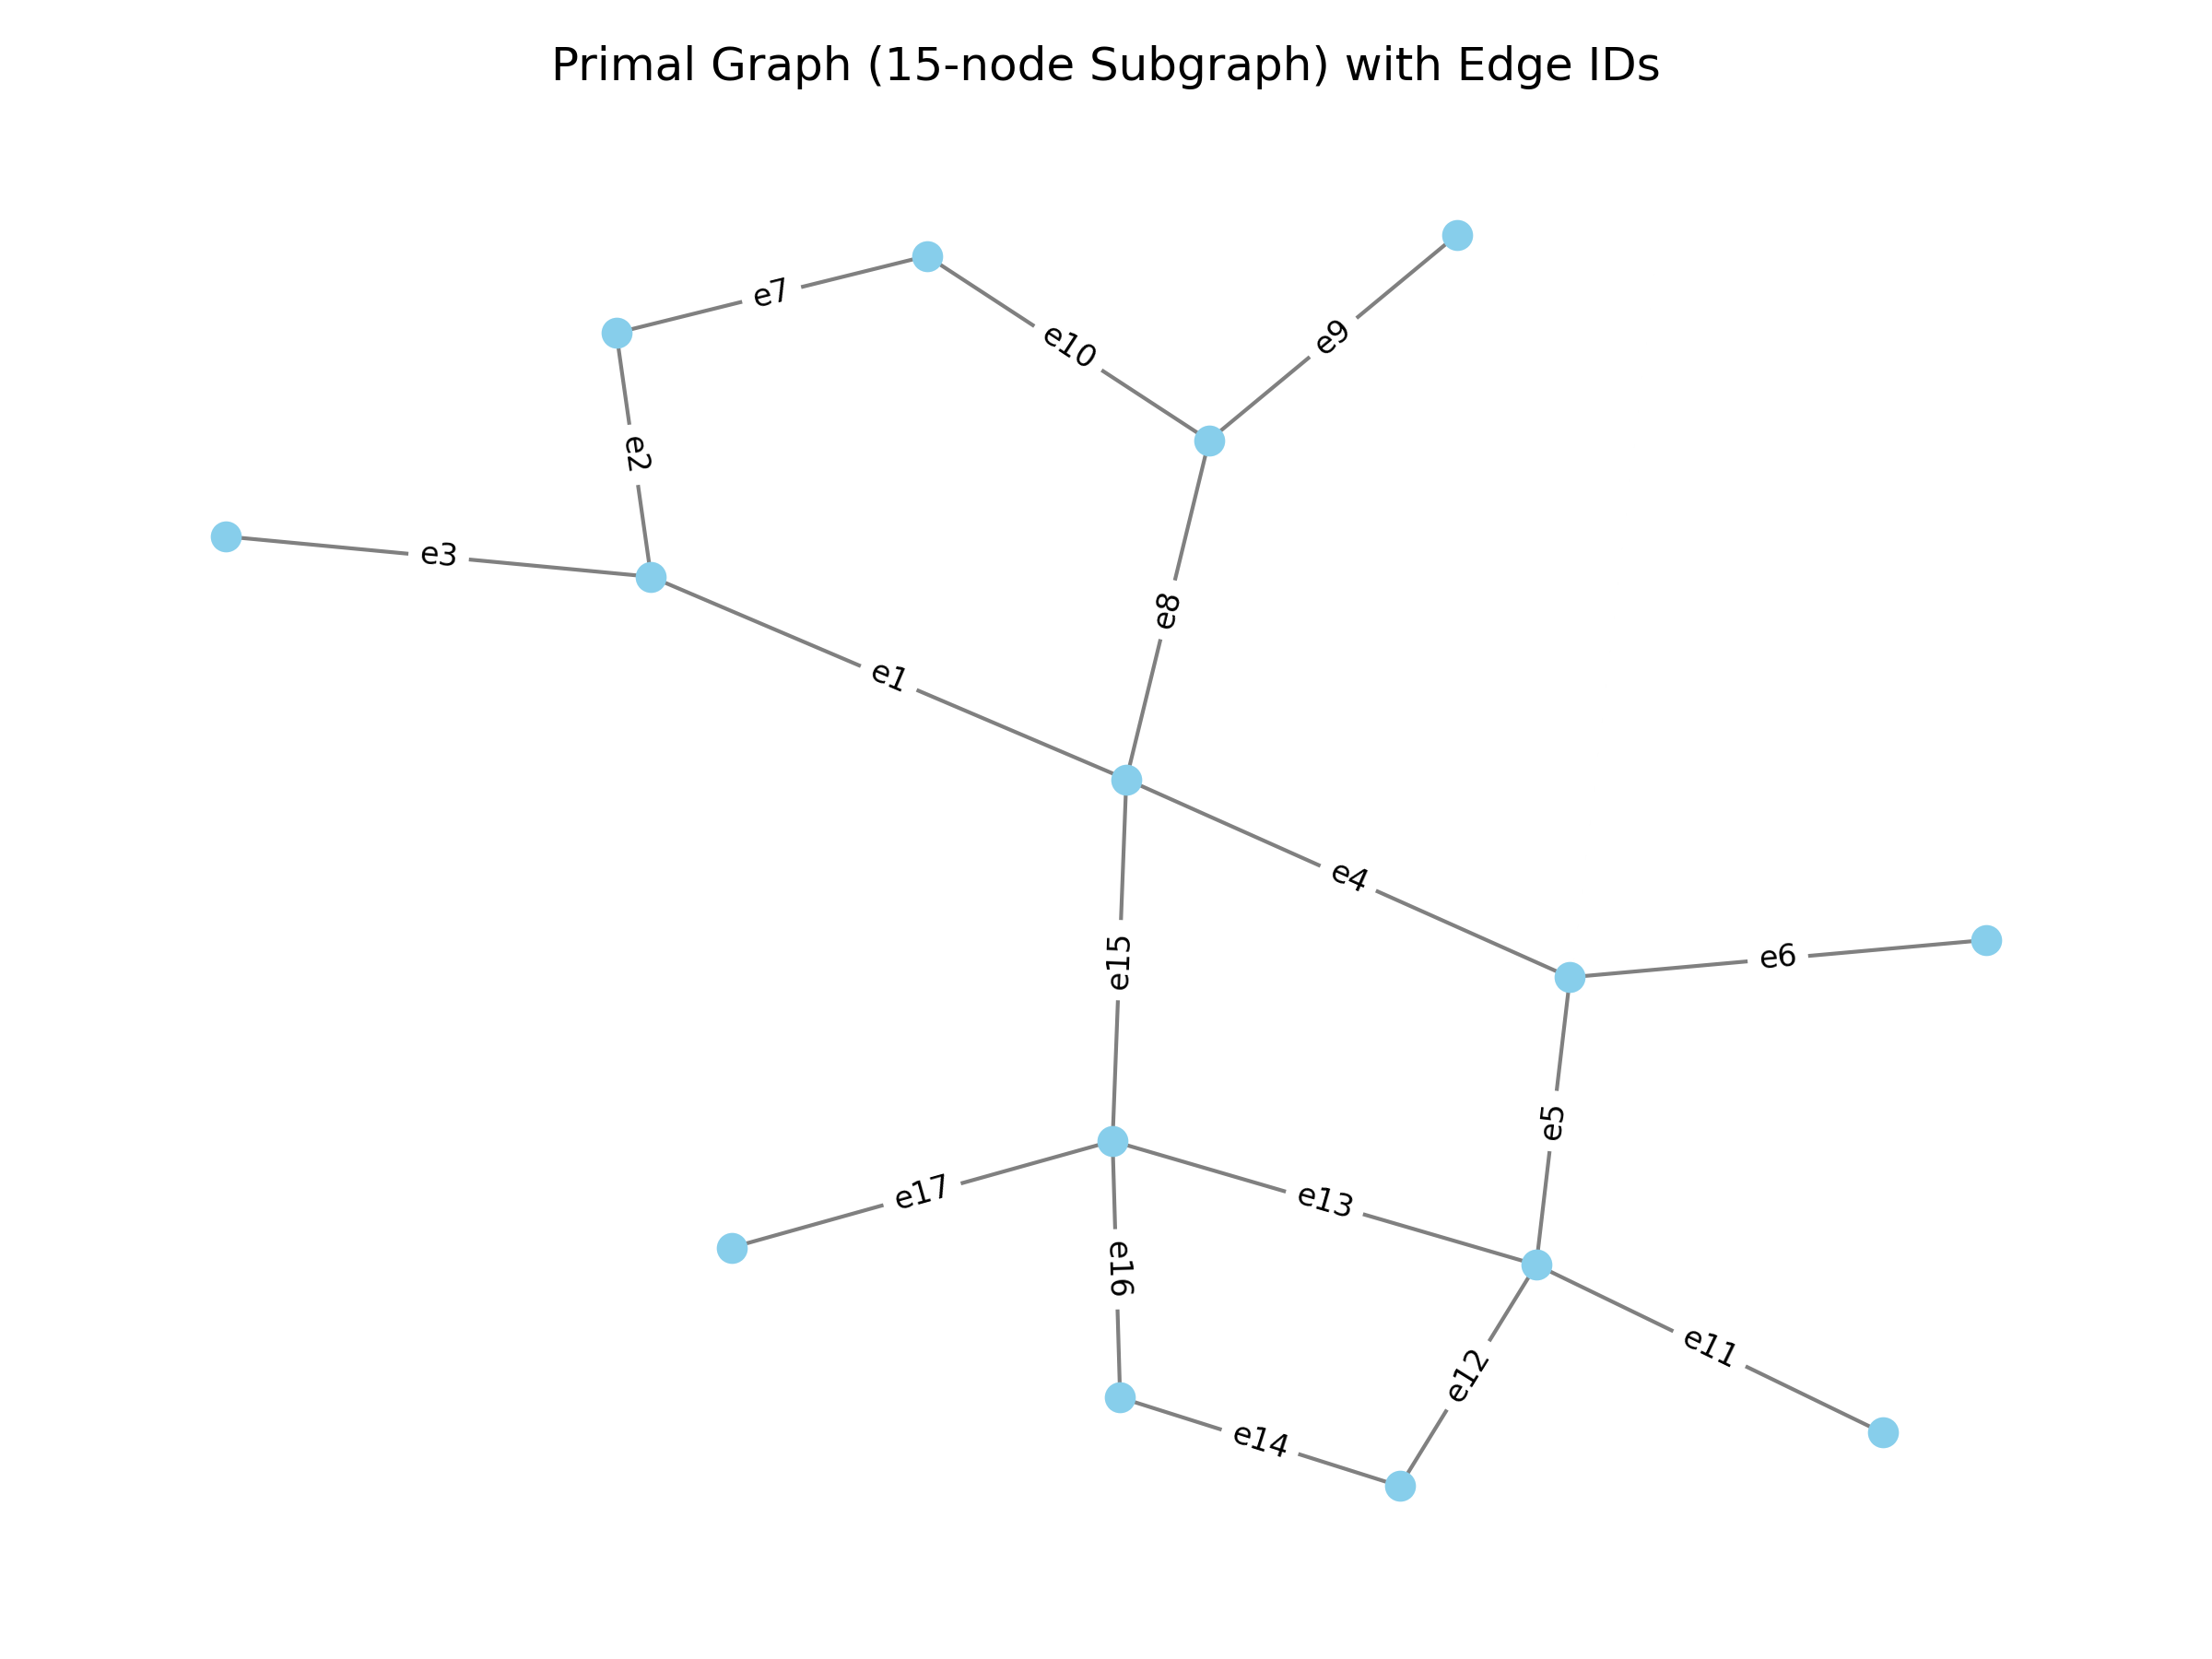 Primal Graph (15-node Subgraph) with Edge IDs
e7
e10
e9
e2
e3
e8
e1
e4
e15
e6
e5
e17
e13
e16
e11
e12
e14